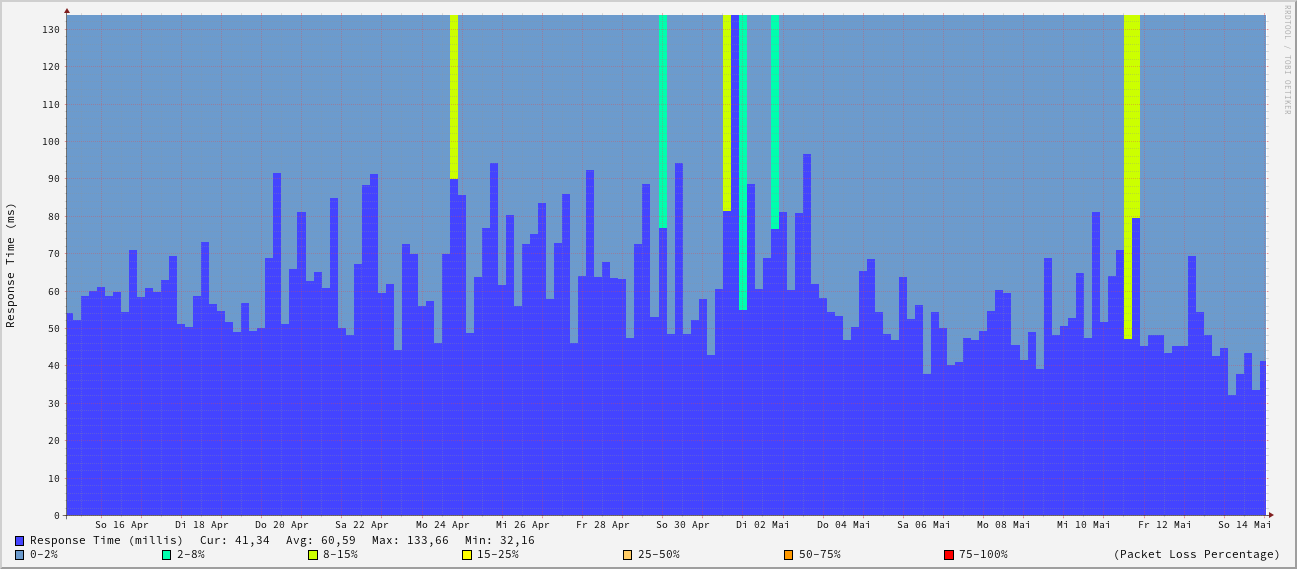 RRDTOOL / TOBI OETIKER
Response Time (ms)
130
120
110
100
90
80
70
60
50
40
30
20
10
0
So 16 Apr Di 18 Apr Do 20 Apr Sa 22 Apr Mo 24 Apr Mi 26 Apr Fr 28 Apr So 30 Apr Di 02 Mai Do 04 Mai Sa 06 Mai Mo 08 Mai Mi 10 Mai Fr 12 Mai So 14 Mai
Response Time (millis) Cur: 41,34 Avg: 60,59 Max: 133,66 Min: 32,16
0-2% 2-8% 8-15% 15-25% 25-50% 50-75% 75-100% (Packet Loss Percentage)